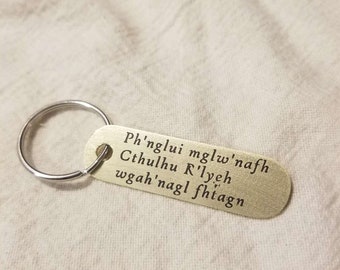 Ph'nglui mglw'nafh
Cthulhu R'lyeh
wgah'nagl fhtagn